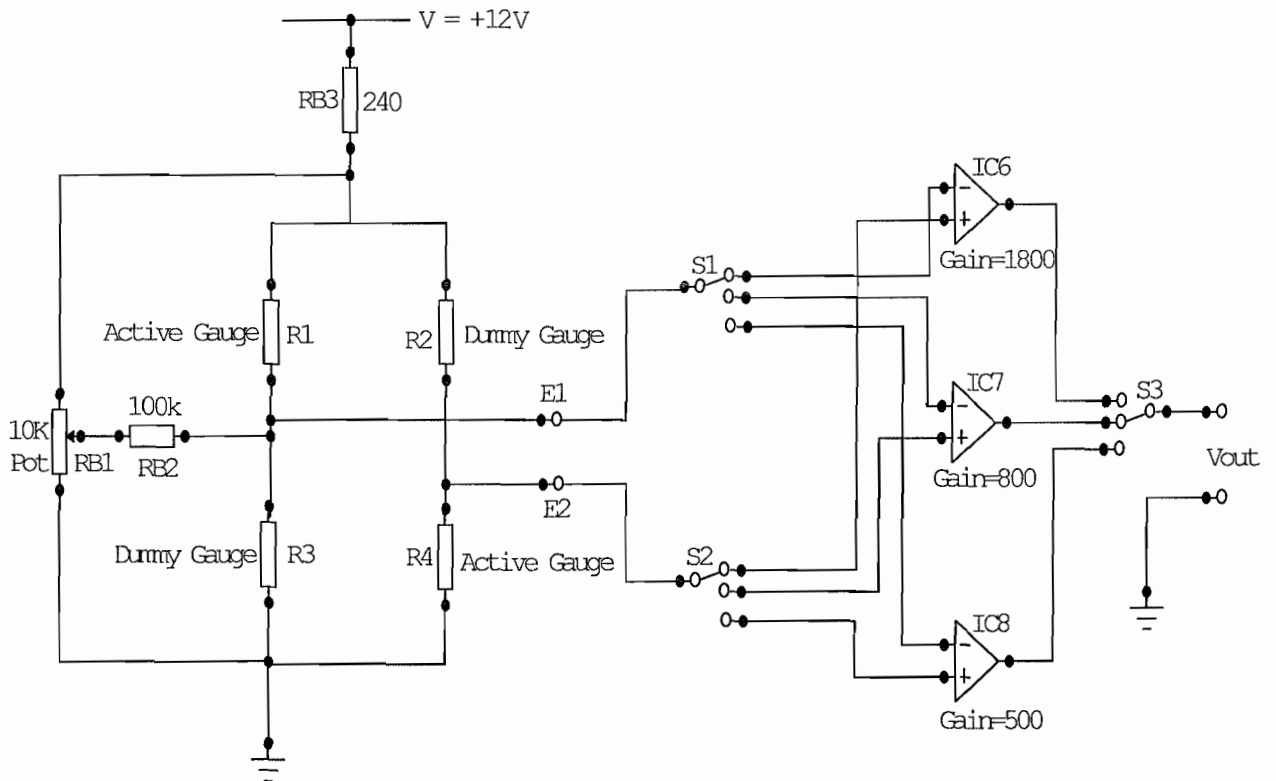 V = +12V
RB3
240
IC6
Gain=1800
S1
Active Gauge
R1
R2
Dummy Gauge
E1
IC7
S3
10K
Pot
RB1
100k
RB2
Gain=800
Vout
E2
Dummy Gauge
R3
R4
Active Gauge
S2
IC8
Gain=500